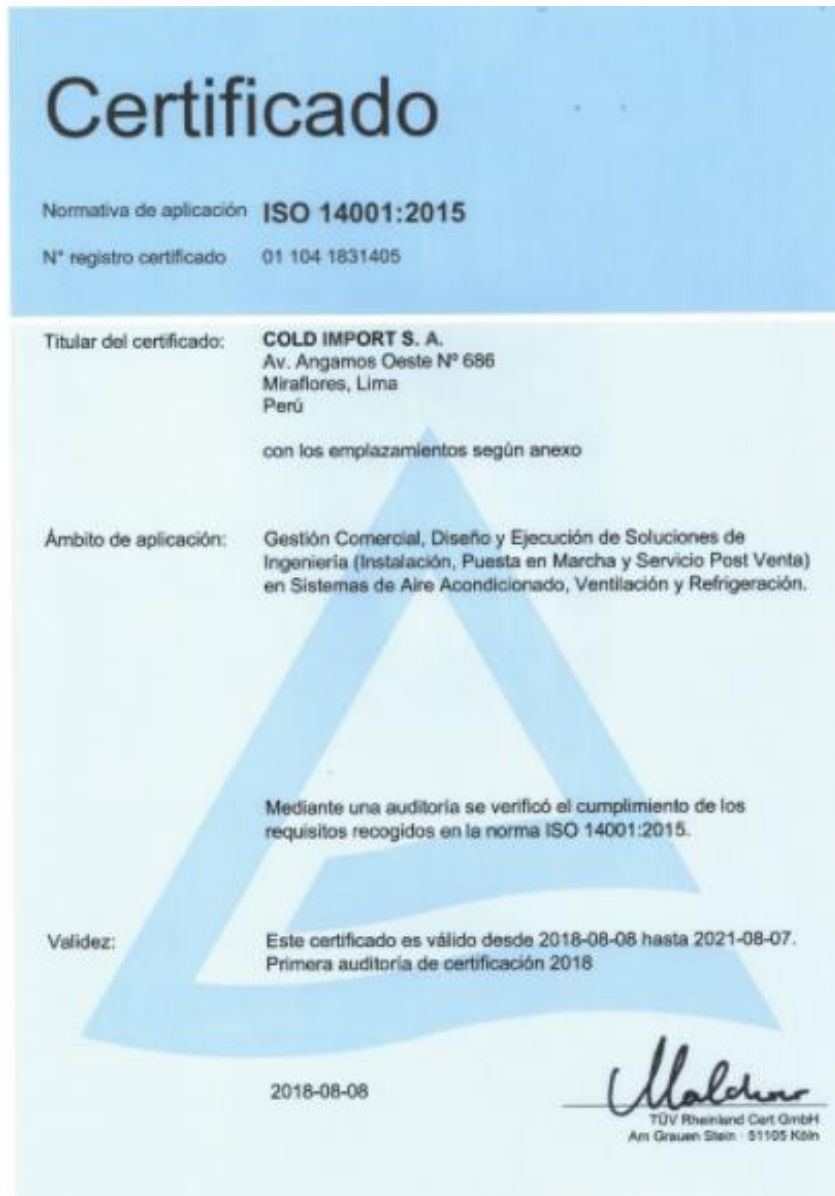 Certificado
Normativa de aplicación ISO 14001:2015
N° registro certificado 01 104 1831405
Titular del certificado: COLD IMPORT S. A.
Av. Angamos Oeste Nº 686
Miraflores, Lima
Perú
con los emplazamientos según anexo
Ámbito de aplicación: Gestión Comercial, Diseño y Ejecución de Soluciones de
Ingeniería (Instalación, Puesta en Marcha y Servicio Post Venta)
en Sistemas de Aire Acondicionado, Ventilación y Refrigeración.
Mediante una auditoría se verificó el cumplimiento de los
requisitos recogidos en la norma ISO 14001:2015.
Validez: Este certificado es válido desde 2018-08-08 hasta 2021-08-07.
Primera auditoría de certificación 2018
2018-08-08
TÜV Rheinland Cert GmbH
Am Grauen Stein · 51105 Köln